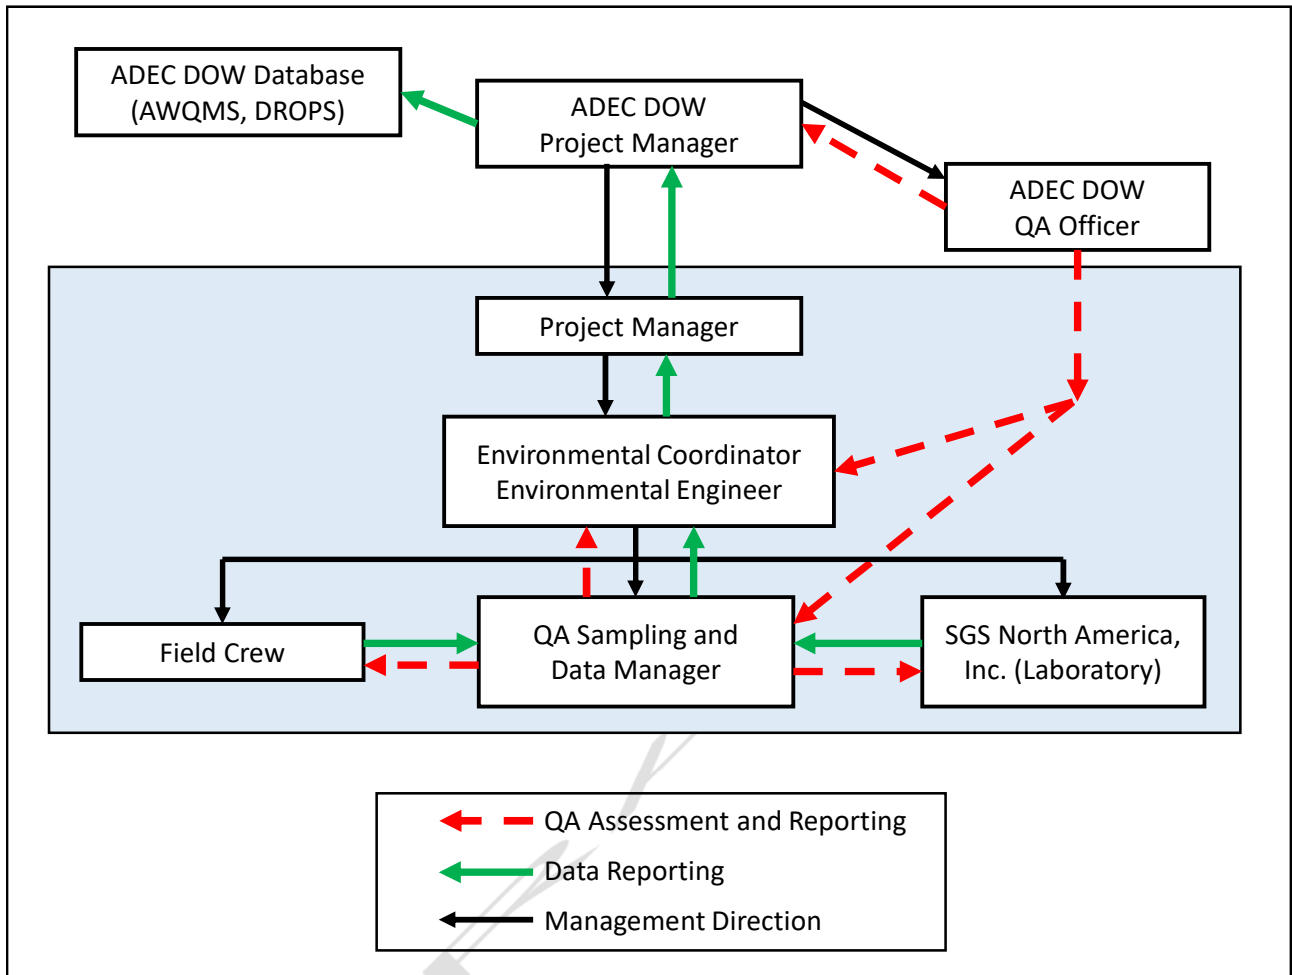 ADEC DOW Database
(AWQMS, DROPS)
ADEC DOW
Project Manager
ADEC DOW
QA Officer
Project Manager
Environmental Coordinator
Environmental Engineer
Field Crew
QA Sampling and
Data Manager
SGS North America,
Inc. (Laboratory)
QA Assessment and Reporting
Data Reporting
Management Direction